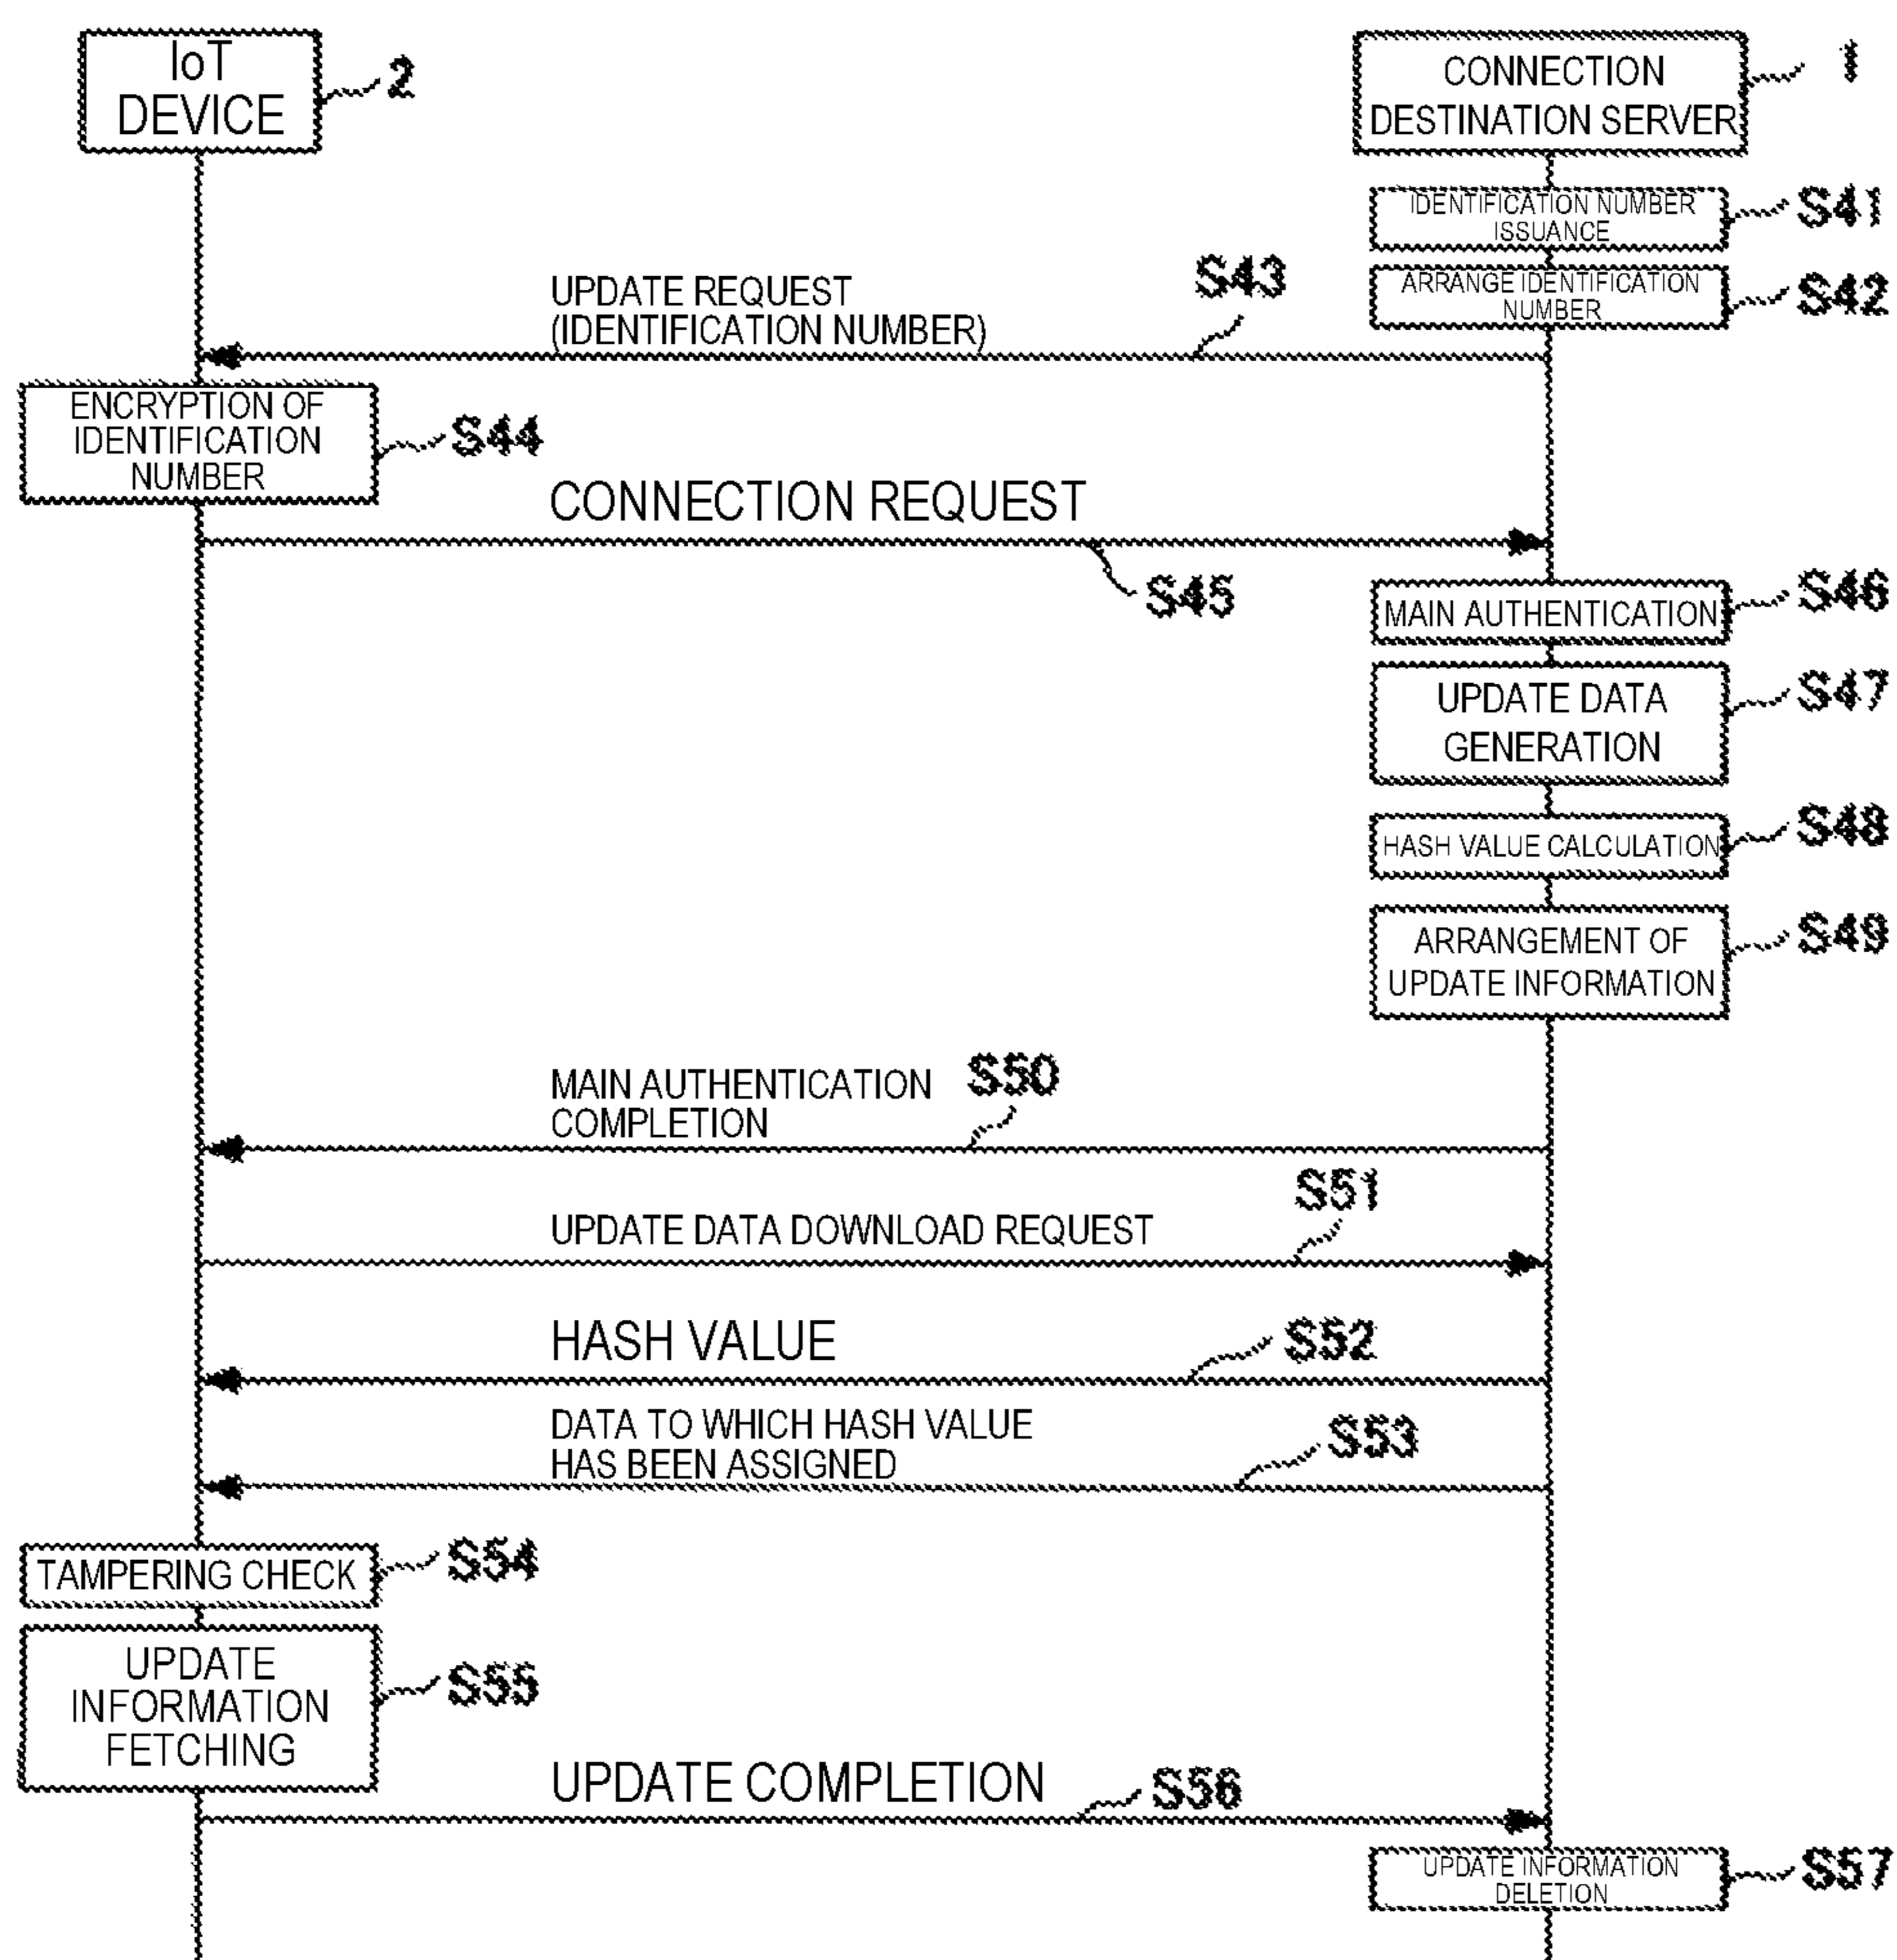 IoT
DEVICE
2
CONNECTION
DESTINATION SERVER
1
IDENTIFICATION NUMBER
ISSUANCE
S41
ARRANGE IDENTIFICATION
NUMBER
S42
UPDATE REQUEST
(IDENTIFICATION NUMBER)
S43
ENCRYPTION OF
IDENTIFICATION
NUMBER
S44
CONNECTION REQUEST
S45
MAIN AUTHENTICATION
S46
UPDATE DATA
GENERATION
S47
HASH VALUE CALCULATION
S48
ARRANGEMENT OF
UPDATE INFORMATION
S49
MAIN AUTHENTICATION
COMPLETION
S50
UPDATE DATA DOWNLOAD REQUEST
S51
HASH VALUE
S52
DATA TO WHICH HASH VALUE
HAS BEEN ASSIGNED
S53
TAMPERING CHECK
S54
UPDATE
INFORMATION
FETCHING
S55
UPDATE COMPLETION
S56
UPDATE INFORMATION
DELETION
S57